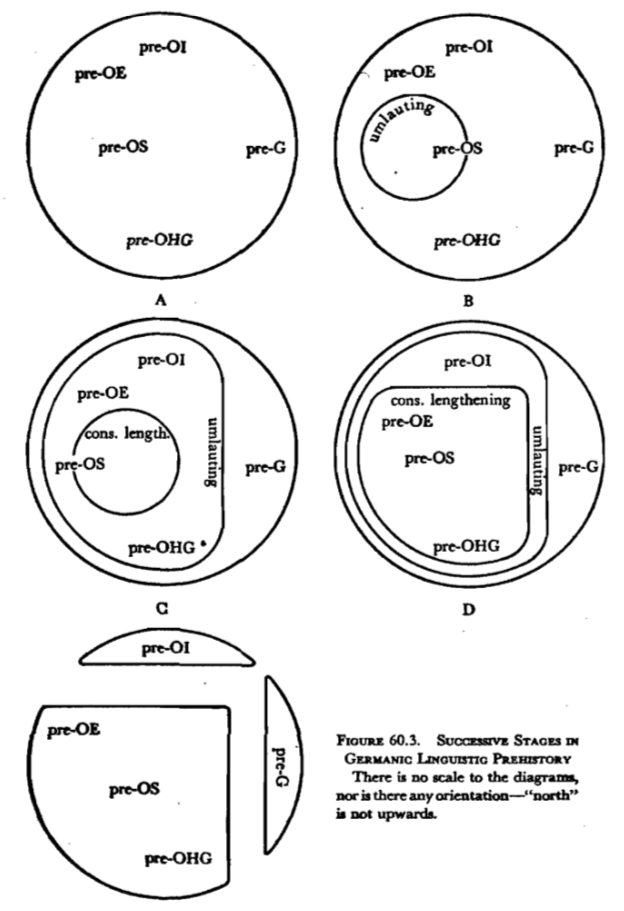 pre-OI
pre-OE
pre-OS
pre-G
pre-OHG
A
pre-OI
pre-OE
umlauting
pre-OS
pre-G
pre-OHG
B
pre-OI
pre-OE
cons. length.
umlauting
pre-OS
pre-G
pre-OHG
C
pre-OI
cons. lengthening
pre-OE
umlauting
pre-OS
pre-G
pre-OHG
D
pre-OI
pre-OE
pre-G
pre-OS
pre-OHG
Figure 60.3. Successive Stages in
Germanic Linguistic Prehistory
There is no scale to the diagrams,
nor is there any orientation—“north”
is not upwards.